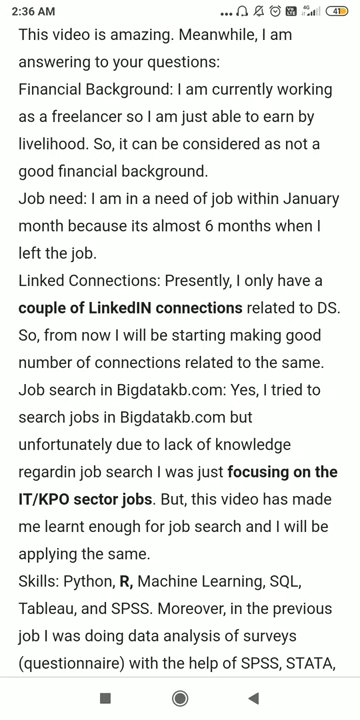 2:36 AM
4G
41
This video is amazing. Meanwhile, I am
answering to your questions:
Financial Background: I am currently working
as a freelancer so I am just able to earn by
livelihood. So, it can be considered as not a
good financial background.
Job need: I am in a need of job within January
month because its almost 6 months when I
left the job.
Linked Connections: Presently, I only have a
couple of LinkedIN connections related to DS.
So, from now I will be starting making good
number of connections related to the same.
Job search in Bigdatakb.com: Yes, I tried to
search jobs in Bigdatakb.com but
unfortunately due to lack of knowledge
regardin job search I was just focusing on the
IT/KPO sector jobs. But, this video has made
me learnt enough for job search and I will be
applying the same.
Skills: Python, R, Machine Learning, SQL,
Tableau, and SPSS. Moreover, in the previous
job I was doing data analysis of surveys
(questionnaire) with the help of SPSS, STATA,